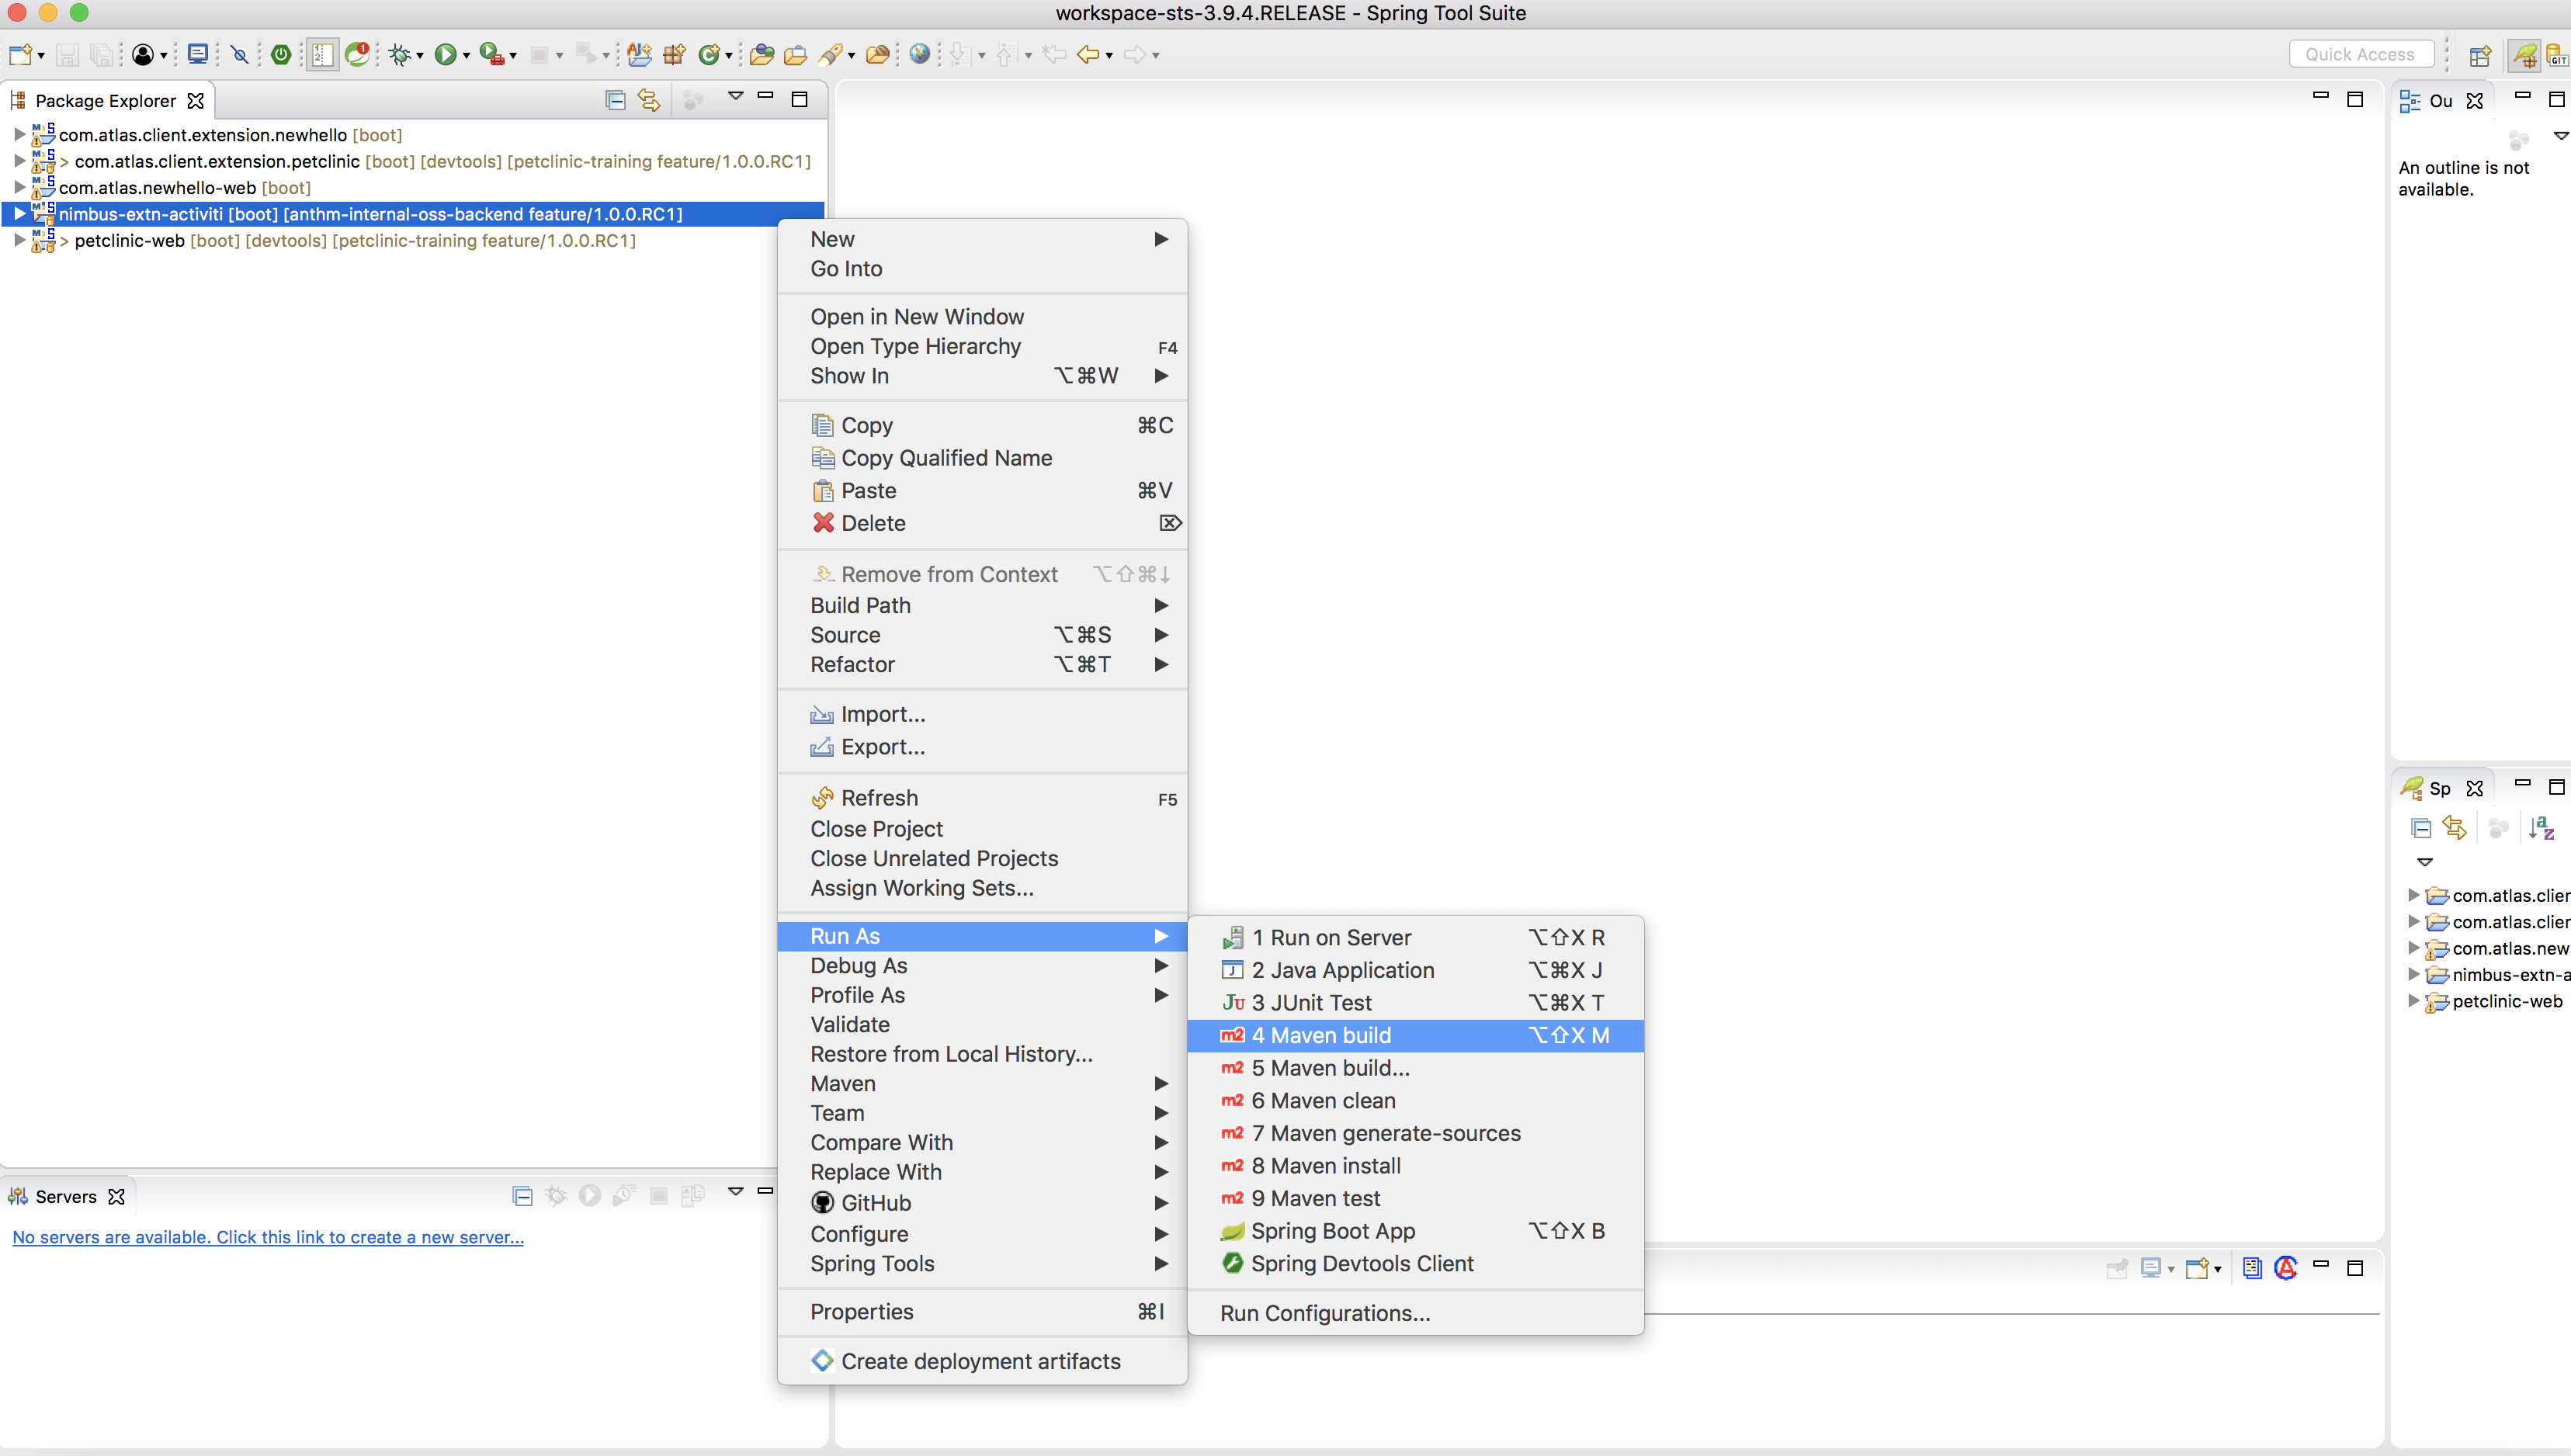 workspace-sts-3.9.4.RELEASE - Spring Tool Suite
Quick Access
Package Explorer
com.atlas.client.extension.newhello [boot]
> com.atlas.client.extension.petclinic [boot] [devtools] [petclinic-training feature/1.0.0.RC1]
com.atlas.newhello-web [boot]
nimbus-extn-activiti [boot] [anthm-internal-oss-backend feature/1.0.0.RC1]
> petclinic-web [boot] [devtools] [petclinic-training feature/1.0.0.RC1]
New
Go Into
Open in New Window
Open Type Hierarchy F4
Show In ⌥⌘W
Copy ⌘C
Copy Qualified Name
Paste ⌘V
Delete ⌦
Remove from Context ⌥⇧⌘↓
Build Path
Source ⌥⌘S
Refactor ⌥⌘T
Import...
Export...
Refresh F5
Close Project
Close Unrelated Projects
Assign Working Sets...
Run As
Debug As
Profile As
Validate
Restore from Local History...
Maven
Team
Compare With
Replace With
GitHub
Configure
Spring Tools
Properties ⌘I
Create deployment artifacts
1 Run on Server ⌥⇧X R
2 Java Application ⌥⌘X J
3 JUnit Test ⌥⌘X T
4 Maven build ⌥⇧X M
5 Maven build...
6 Maven clean
7 Maven generate-sources
8 Maven install
9 Maven test
Spring Boot App ⌥⇧X B
Spring Devtools Client
Run Configurations...
Servers
No servers are available. Click this link to create a new server...
Ou
An outline is not
available.
Sp
com.atlas.clier
com.atlas.clier
com.atlas.new
nimbus-extn-a
petclinic-web